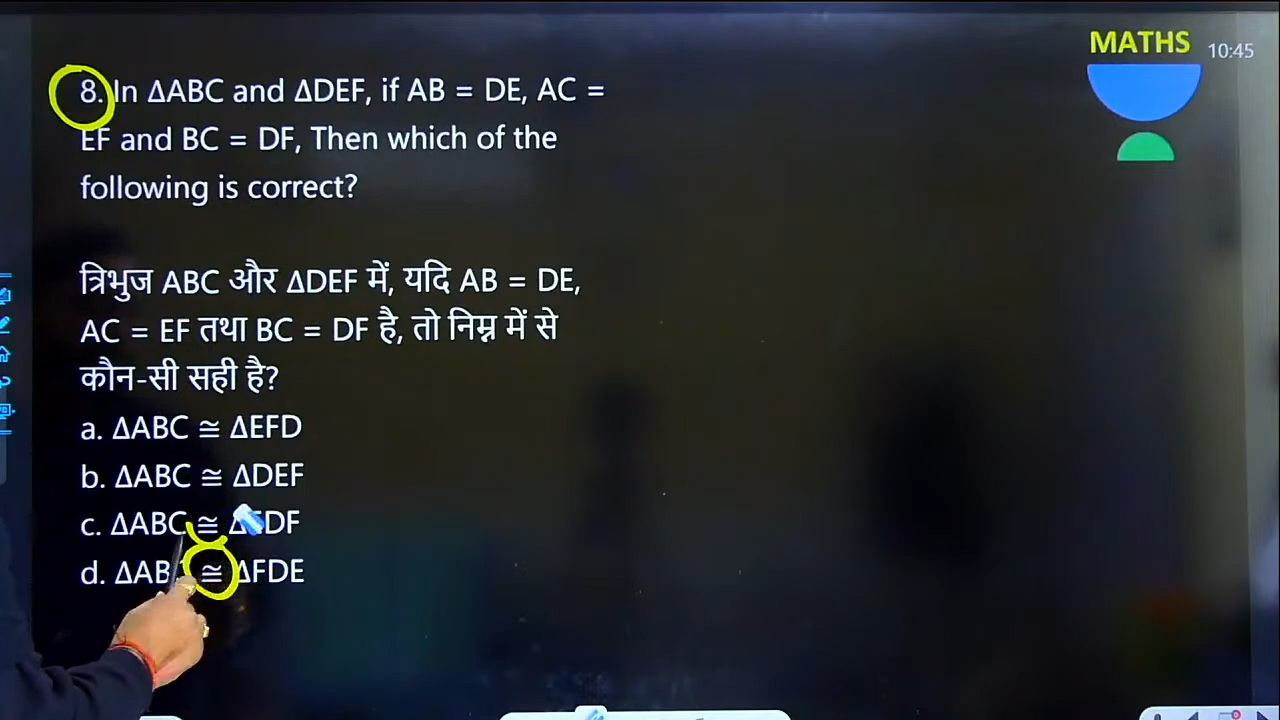 MATHS
10:45
8. In ΔABC and ΔDEF, if AB = DE, AC =
EF and BC = DF, Then which of the
following is correct?
त्रिभुज ABC और ΔDEF में, यदि AB = DE,
AC = EF तथा BC = DF है, तो निम्न में से
कौन-सी सही है?
a. ΔABC ≅ ΔEFD
b. ΔABC ≅ ΔDEF
c. ΔABC ≅ ΔEDF
d. ≅ ΔFDE